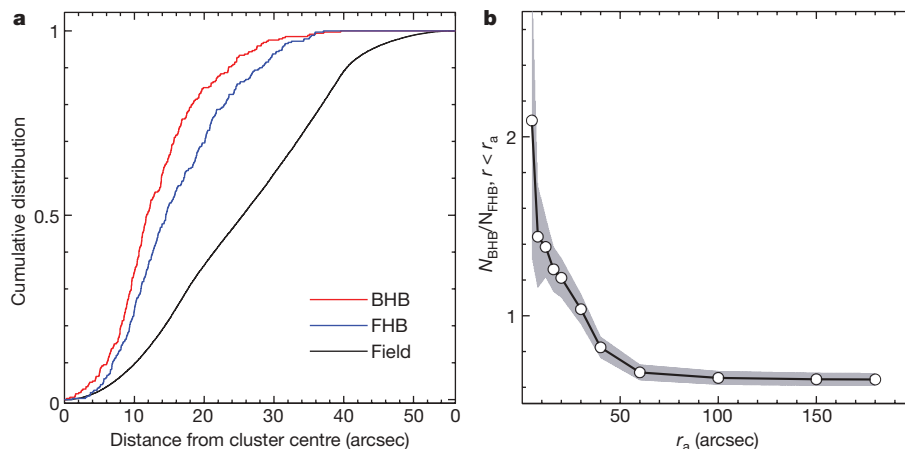 a
1
0.5
0
Cumulative distribution
BHB
FHB
Field
0 10 20 30 40 50 0
Distance from cluster centre (arcsec)
b
2
1
N_BHB/N_FHB, r < r_a
50 100 150
r_a (arcsec)